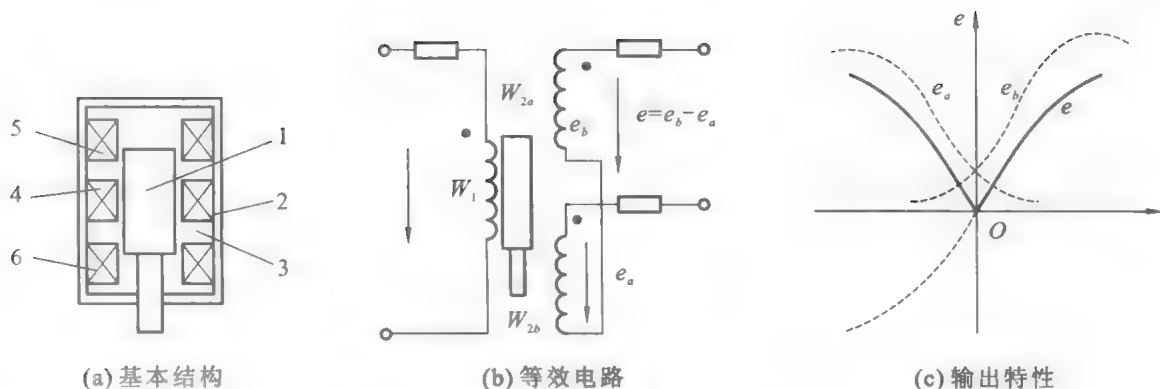 5
4
6
1
2
3
(a)基本结构
W2a
W1
eb
e=eb-ea
ea
W2b
(b)等效电路
e
ea
eb
e
O
(c)输出特性